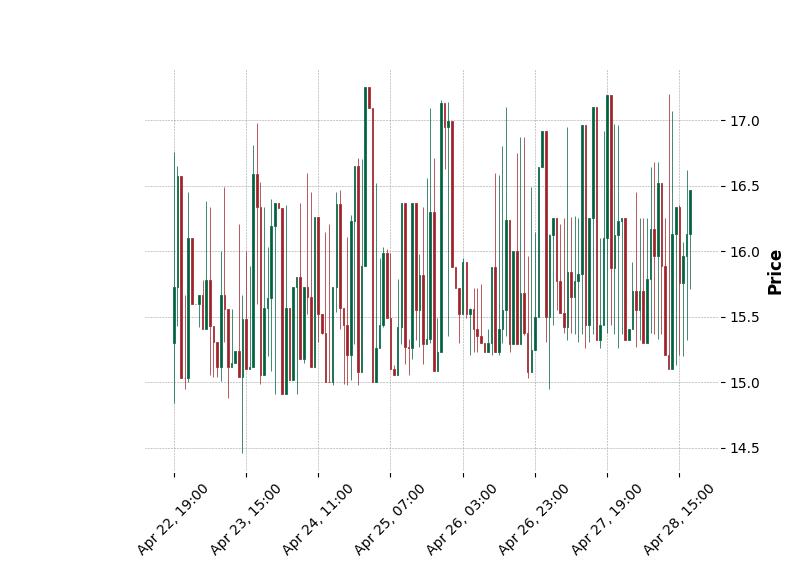 17.0
16.5
16.0
15.5
15.0
14.5
Price
Apr 22, 19:00
Apr 23, 15:00
Apr 24, 11:00
Apr 25, 07:00
Apr 26, 03:00
Apr 26, 23:00
Apr 27, 19:00
Apr 28, 15:00